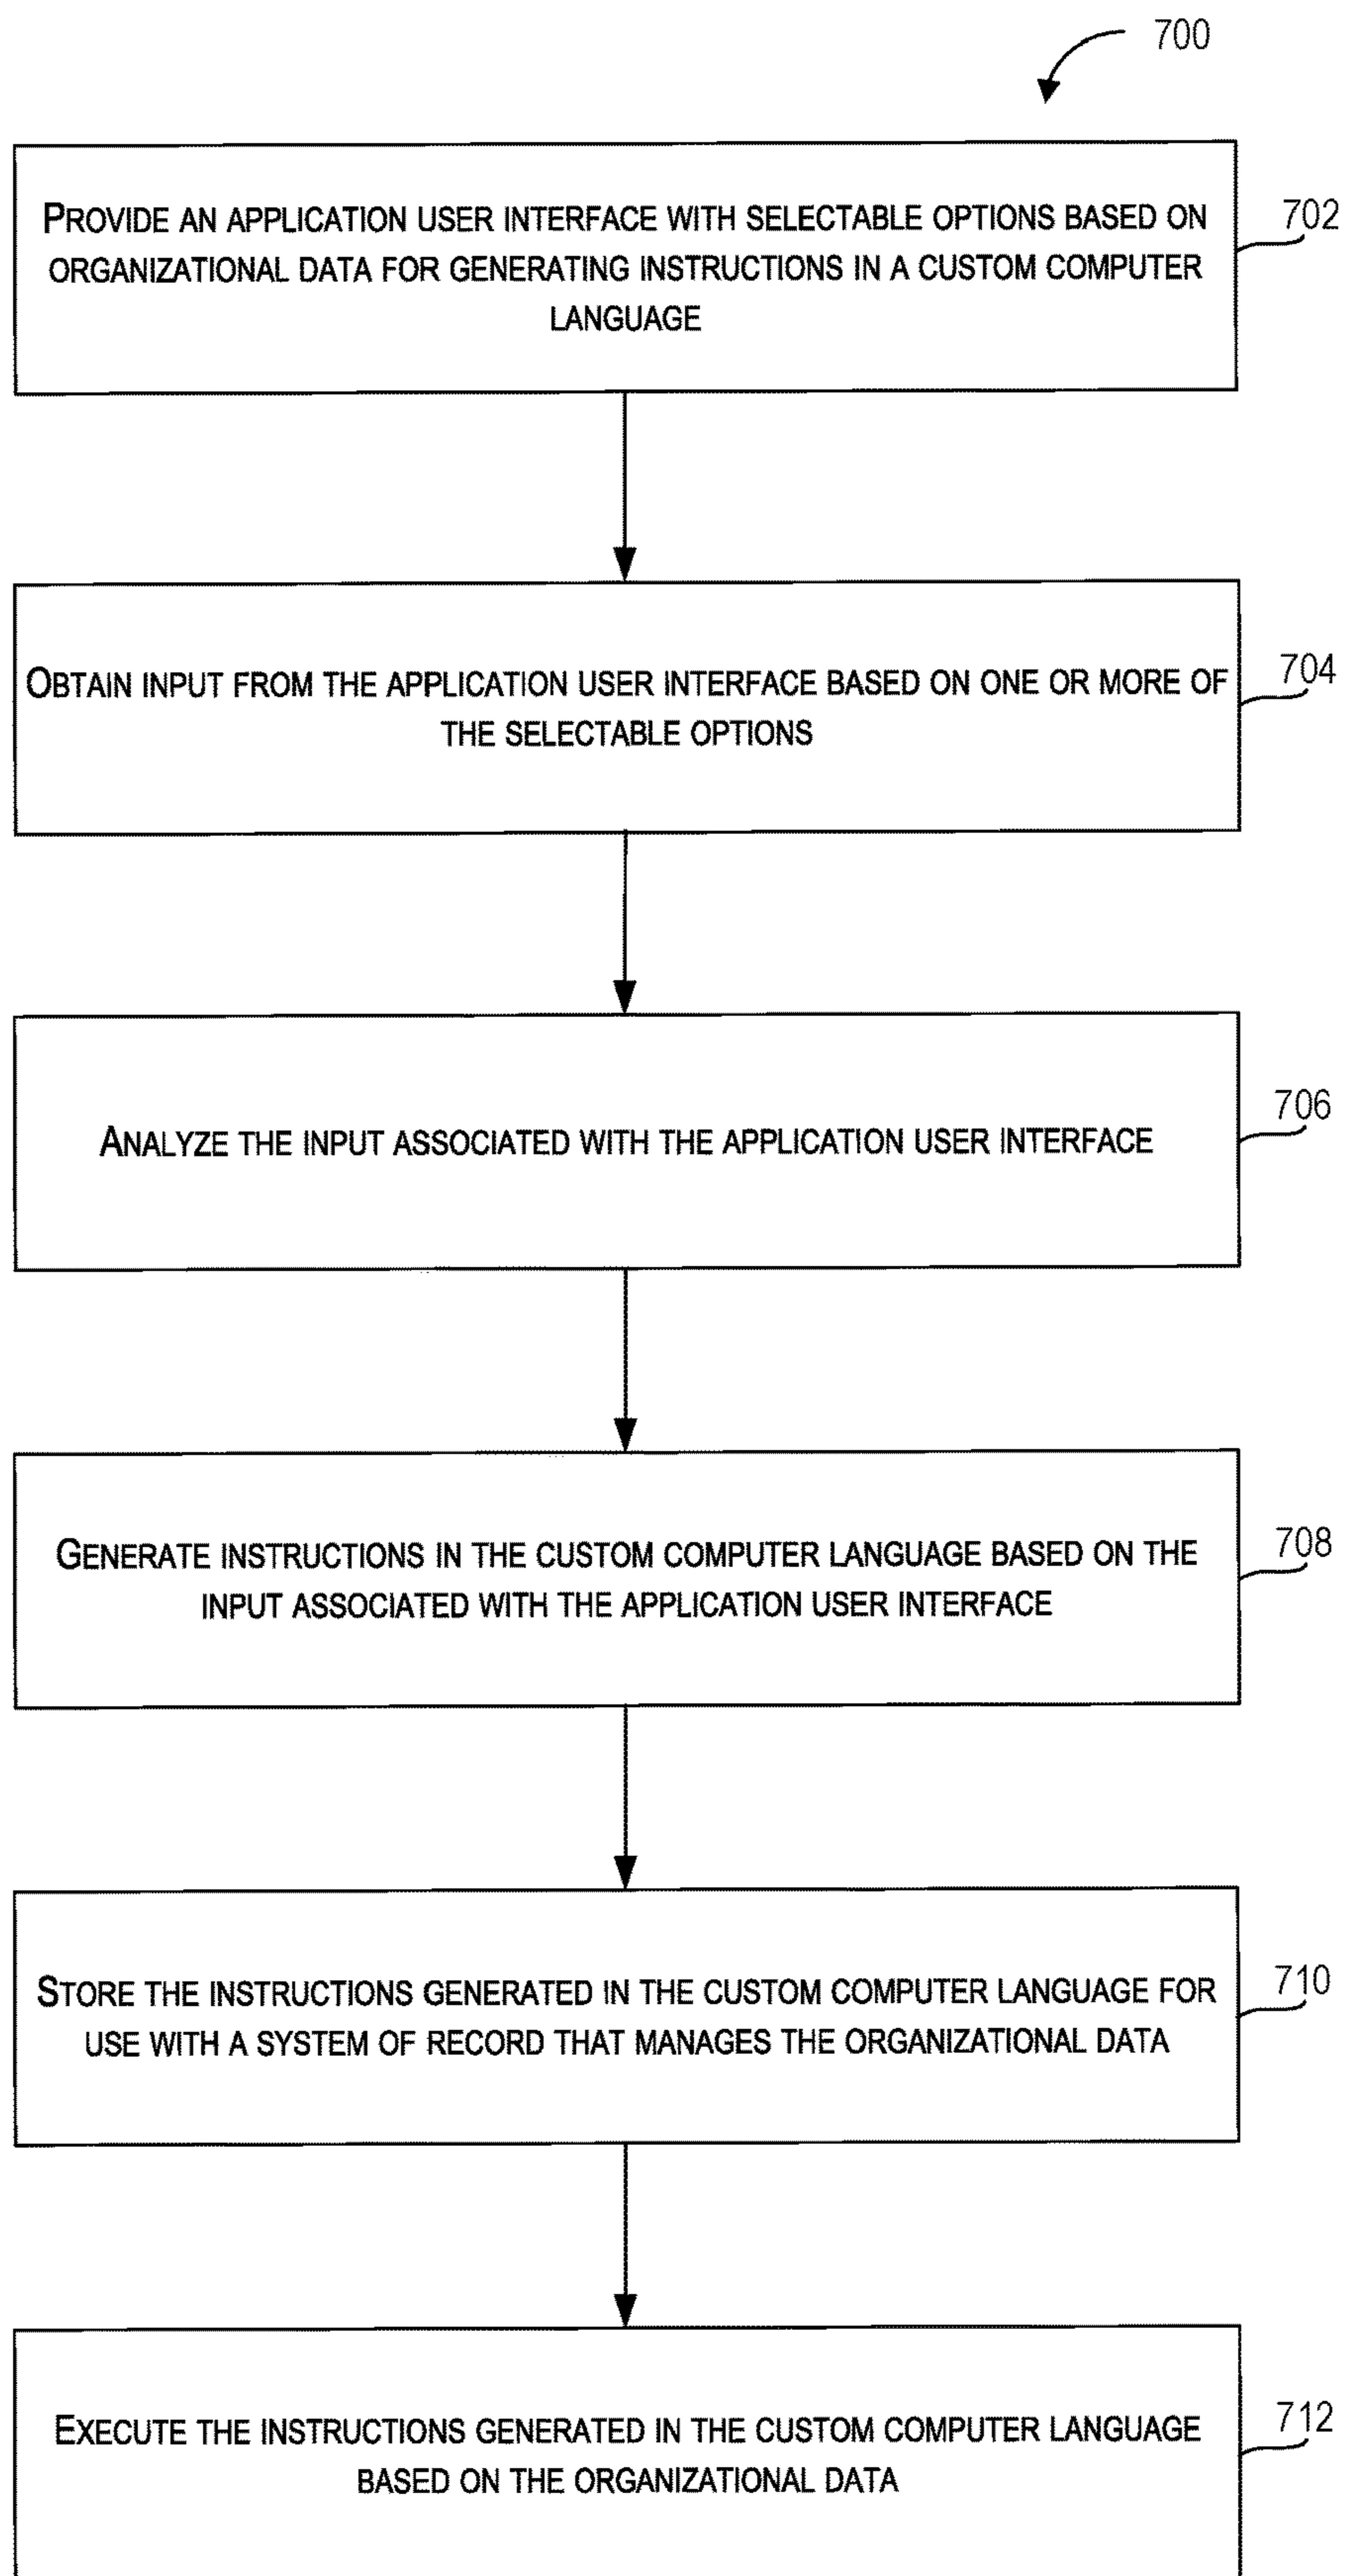 700
PROVIDE AN APPLICATION USER INTERFACE WITH SELECTABLE OPTIONS BASED ON
ORGANIZATIONAL DATA FOR GENERATING INSTRUCTIONS IN A CUSTOM COMPUTER
LANGUAGE
702
OBTAIN INPUT FROM THE APPLICATION USER INTERFACE BASED ON ONE OR MORE OF
THE SELECTABLE OPTIONS
704
ANALYZE THE INPUT ASSOCIATED WITH THE APPLICATION USER INTERFACE
706
GENERATE INSTRUCTIONS IN THE CUSTOM COMPUTER LANGUAGE BASED ON THE
INPUT ASSOCIATED WITH THE APPLICATION USER INTERFACE
708
STORE THE INSTRUCTIONS GENERATED IN THE CUSTOM COMPUTER LANGUAGE FOR
USE WITH A SYSTEM OF RECORD THAT MANAGES THE ORGANIZATIONAL DATA
710
EXECUTE THE INSTRUCTIONS GENERATED IN THE CUSTOM COMPUTER LANGUAGE
BASED ON THE ORGANIZATIONAL DATA
712